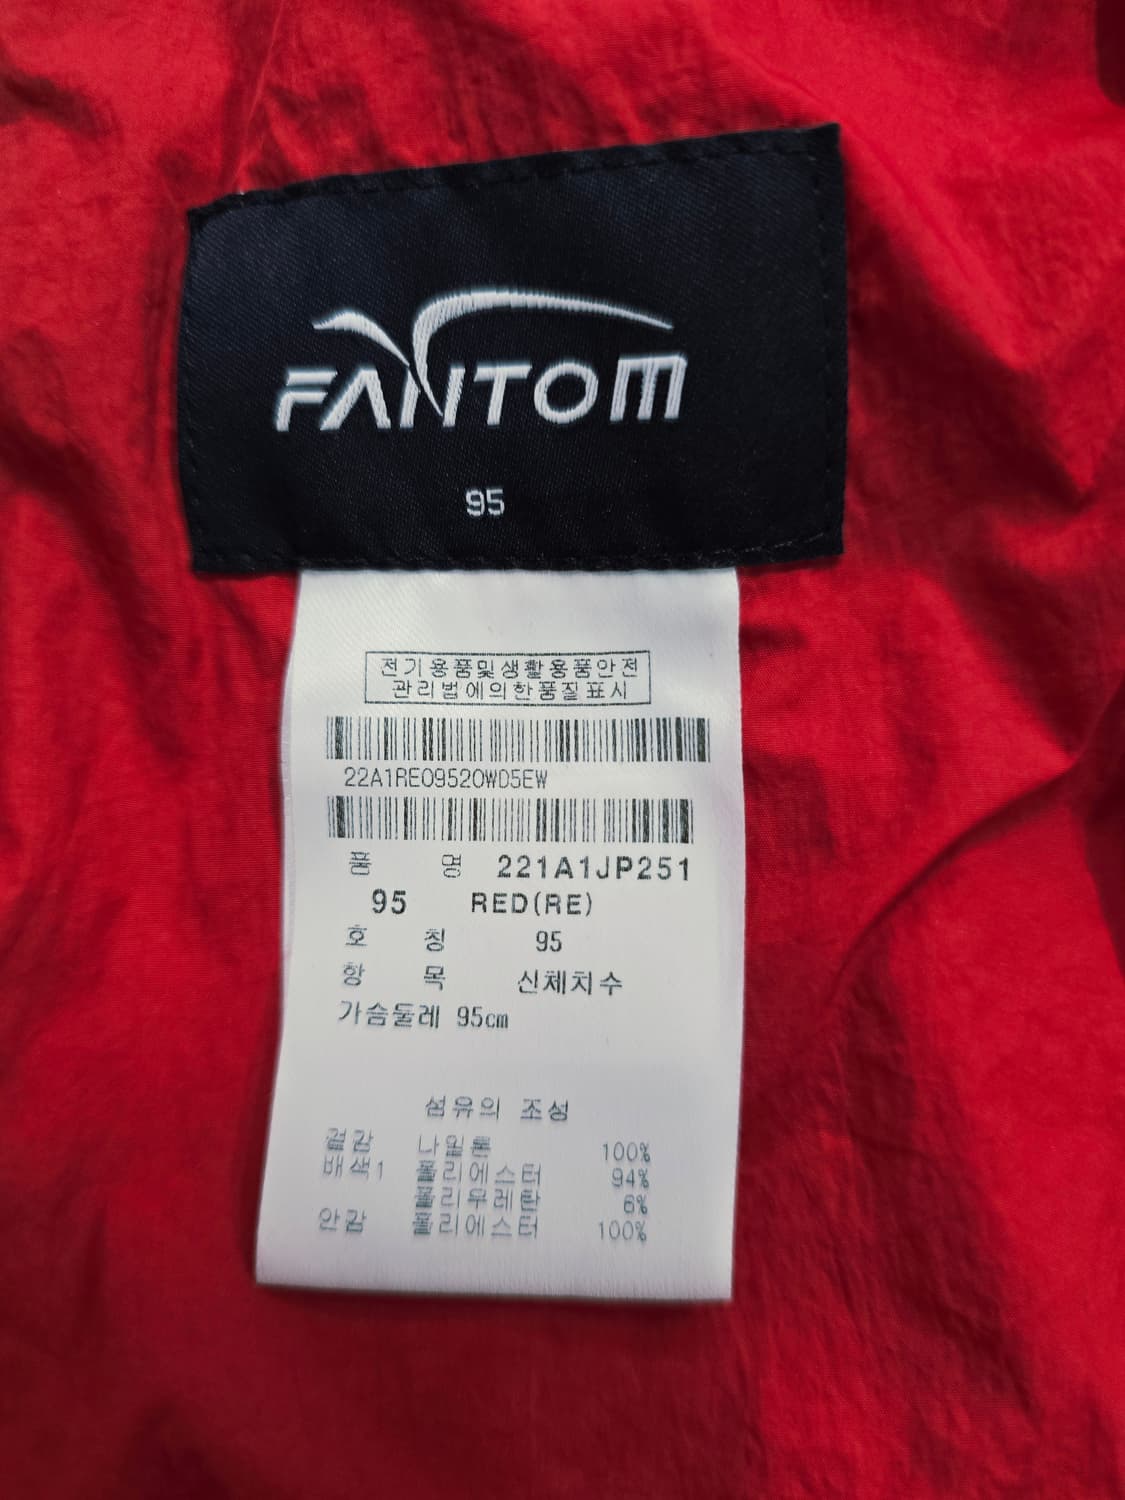 FANTOM
95
전기용품및생활용품안전
관리법에의한품질표시
22A1RE09520WD5EW
품 명 221A1JP251
95 RED(RE)
호 칭 95
항 목 신체치수
가슴둘레 95cm
섬유의 조성
겉감 나일론 100%
배색1 폴리에스터 94%
폴리우레탄 6%
안감 폴리에스터 100%